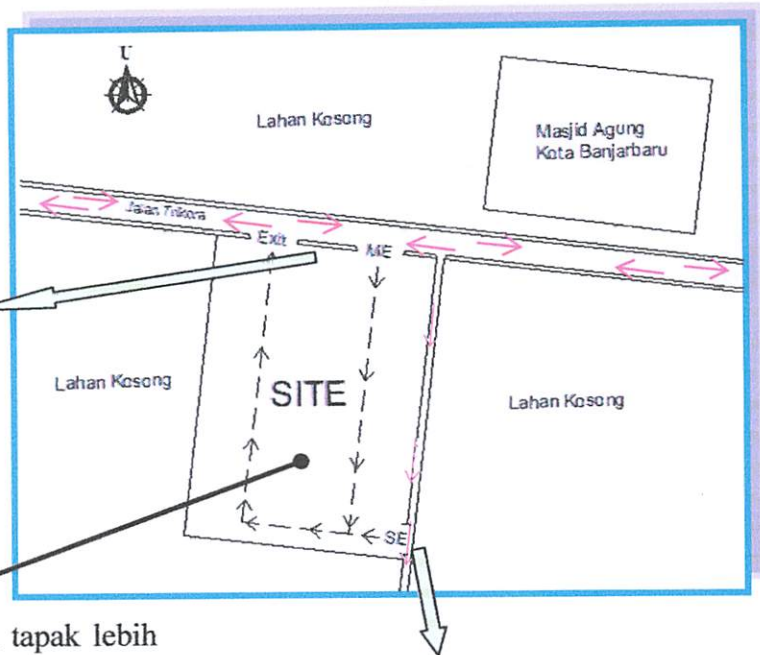 U
Lahan Kosong
Masjid Agung
Kota Banjarbaru
Jalan Trikora
Exit
ME
Lahan Kosong
SITE
Lahan Kosong
SE
tapak lebih